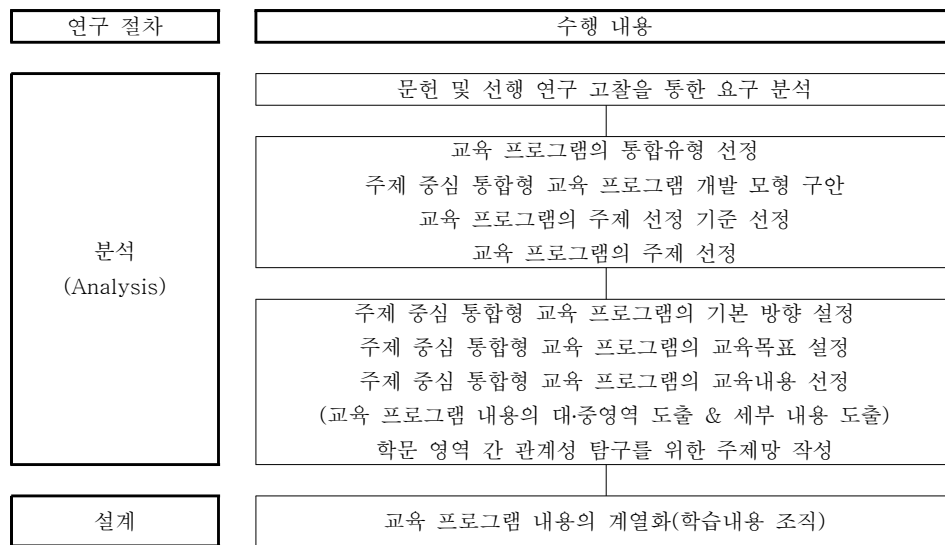 연구 절차
수행 내용
분석
(Analysis)
문헌 및 선행 연구 고찰을 통한 요구 분석
교육 프로그램의 통합유형 선정
주제 중심 통합형 교육 프로그램 개발 모형 구안
교육 프로그램의 주제 선정 기준 선정
교육 프로그램의 주제 선정
주제 중심 통합형 교육 프로그램의 기본 방향 설정
주제 중심 통합형 교육 프로그램의 교육목표 설정
주제 중심 통합형 교육 프로그램의 교육내용 선정
(교육 프로그램 내용의 대·중영역 도출 & 세부 내용 도출)
학문 영역 간 관계성 탐구를 위한 주제망 작성
설계
교육 프로그램 내용의 계열화(학습내용 조직)